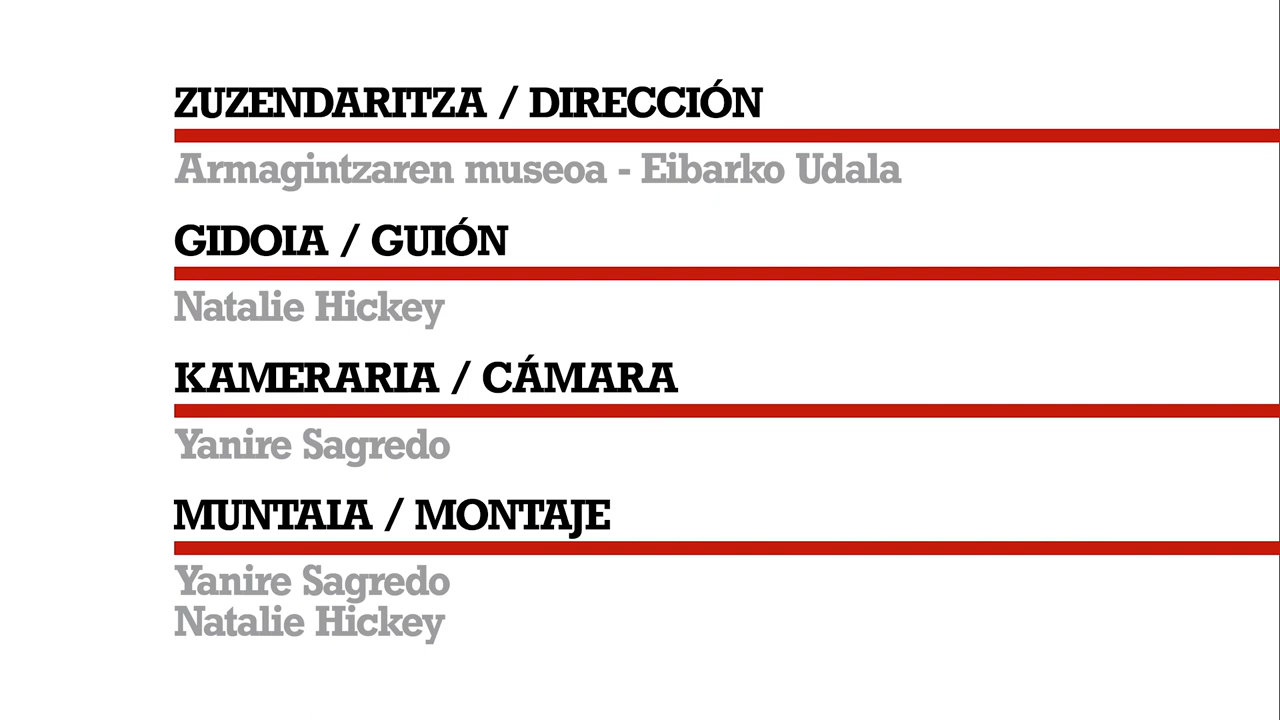 ZUZENDARITZA / DIRECCIÓN
Armagintzaren museoa - Eibarko Udala
GIDOIA / GUIÓN
Natalie Hickey
KAMERARIA / CÁMARA
Yanire Sagredo
MUNTAIA / MONTAJE
Yanire Sagredo
Natalie Hickey